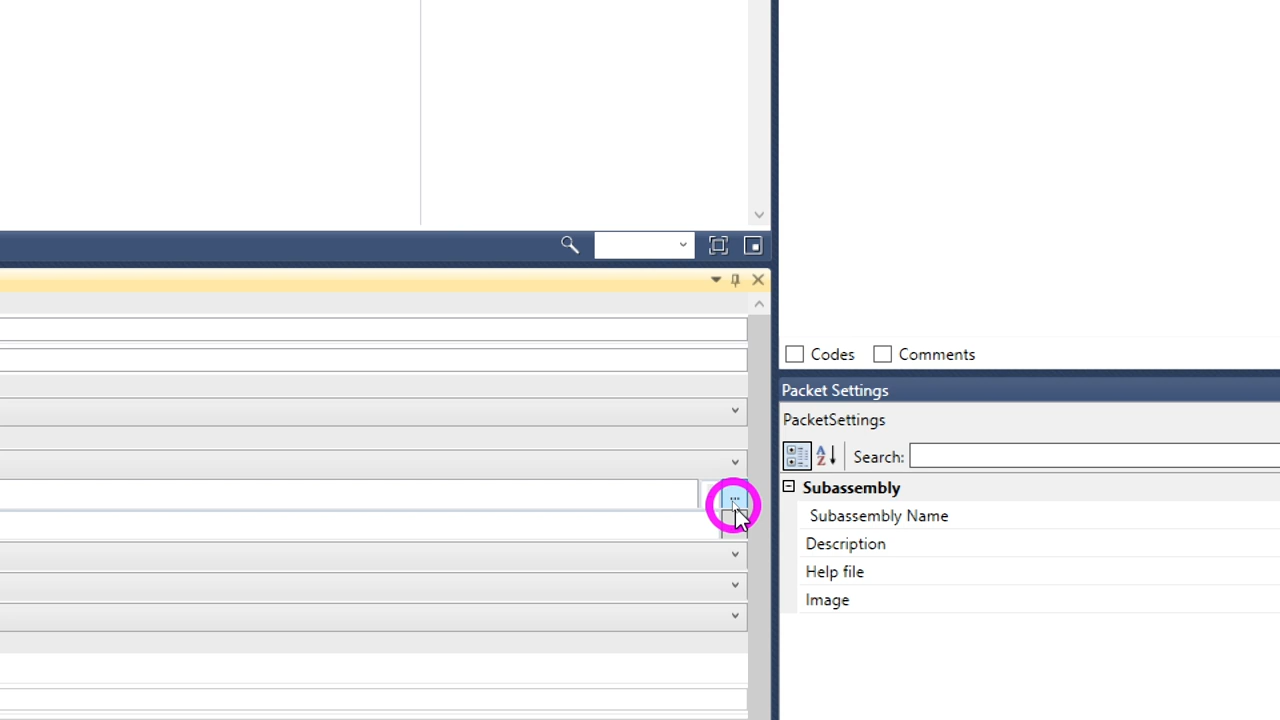 ...
Codes
Comments
Packet Settings
PacketSettings
Search:
Subassembly
Subassembly Name
Description
Help file
Image